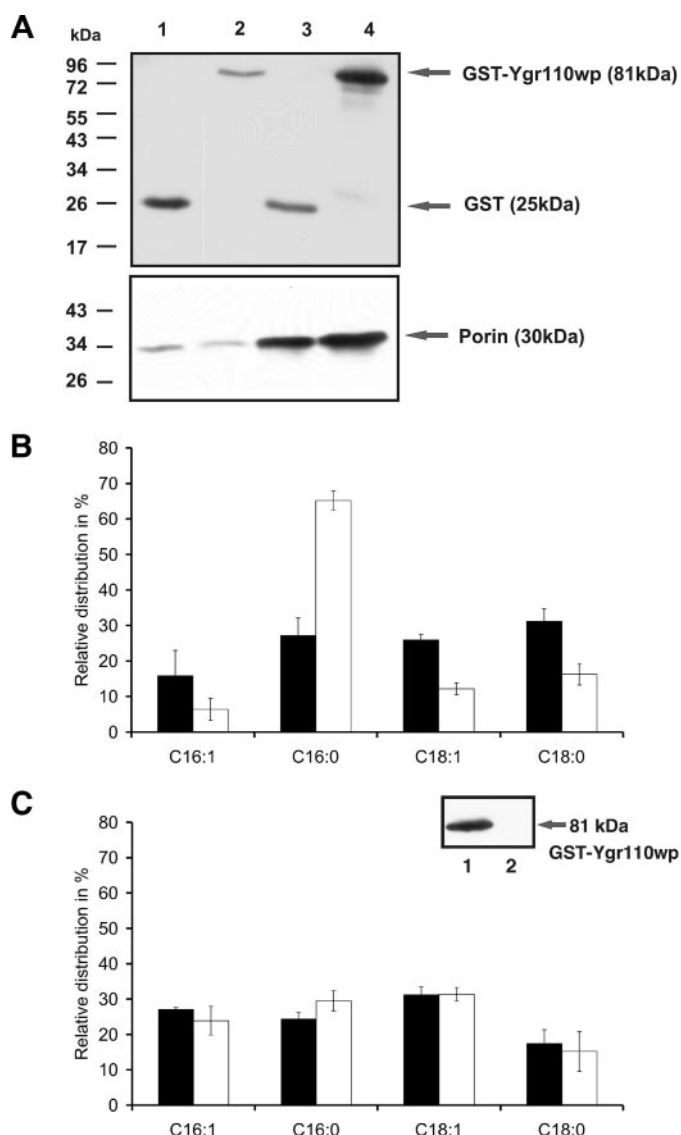 A
kDa
1 2 3 4
96
72
55
43
34
26
17
GST-Ygr110wp (81kDa)
GST (25kDa)
43
34
26
Porin (30kDa)
B
Relative distribution in %
80
70
60
50
40
30
20
10
0
C16:1 C16:0 C18:1 C18:0
C
81 kDa
GST-Ygr110wp
1 2
Relative distribution in %
80
70
60
50
40
30
20
10
0
C16:1 C16:0 C18:1 C18:0